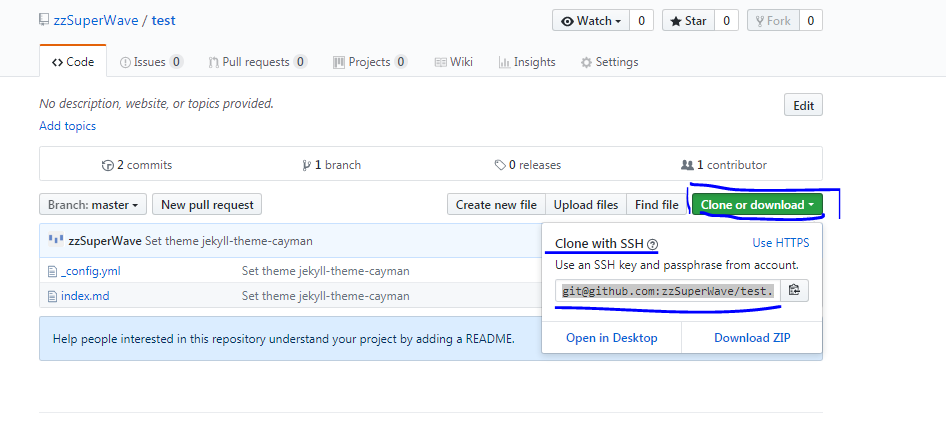 zzSuperWave / test
Watch 0 Star 0 Fork 0
Code Issues 0 Pull requests 0 Projects 0 Wiki Insights Settings
No description, website, or topics provided. Edit
Add topics
2 commits 1 branch 0 releases 1 contributor
Branch: master New pull request Create new file Upload files Find file Clone or download
zzSuperWave Set theme jekyll-theme-cayman
_config.yml Set theme jekyll-theme-cayman
index.md Set theme jekyll-theme-cayman
Help people interested in this repository understand your project by adding a README.
Clone with SSH ? Use HTTPS
Use an SSH key and passphrase from account.
git@github.com:zzSuperWave/test.
Open in Desktop Download ZIP